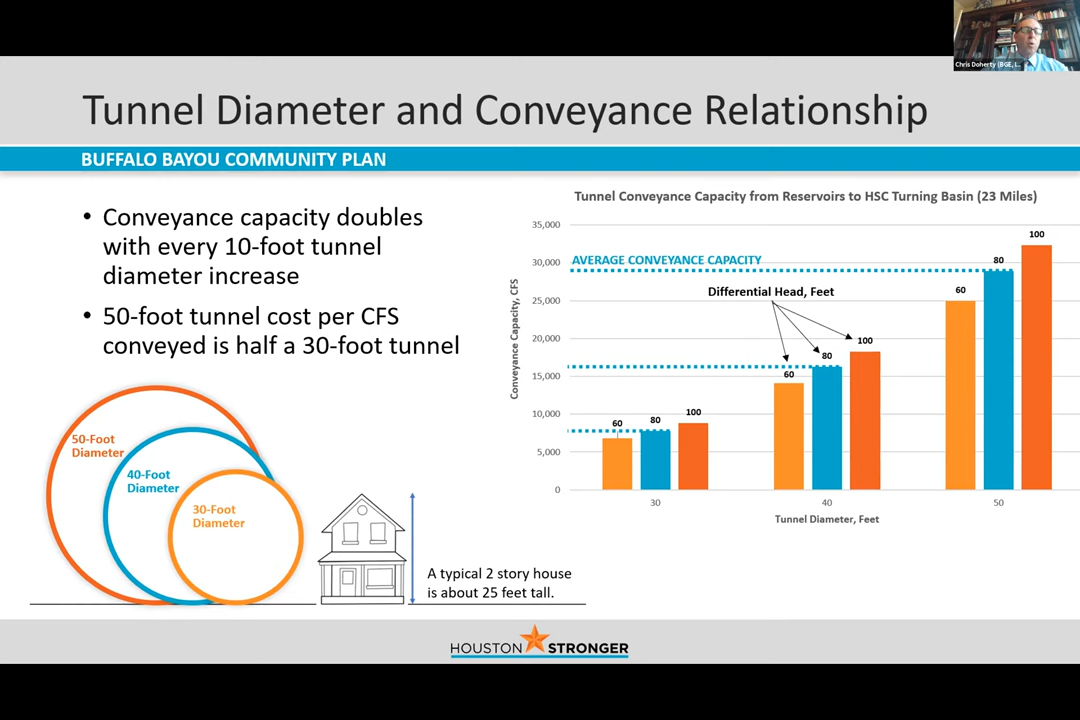 Chris Doherty (BGE, I...
Tunnel Diameter and Conveyance Relationship
BUFFALO BAYOU COMMUNITY PLAN
• Conveyance capacity doubles
with every 10-foot tunnel
diameter increase
• 50-foot tunnel cost per CFS
conveyed is half a 30-foot tunnel
50-Foot
Diameter
40-Foot
Diameter
30-Foot
Diameter
A typical 2 story house
is about 25 feet tall.
Tunnel Conveyance Capacity from Reservoirs to HSC Turning Basin (23 Miles)
Conveyance Capacity, CFS
35,000
30,000
25,000
20,000
15,000
10,000
5,000
0
AVERAGE CONVEYANCE CAPACITY
Differential Head, Feet
60
80
100
60
80
100
60
80
100
30
40
50
Tunnel Diameter, Feet
HOUSTON STRONGER